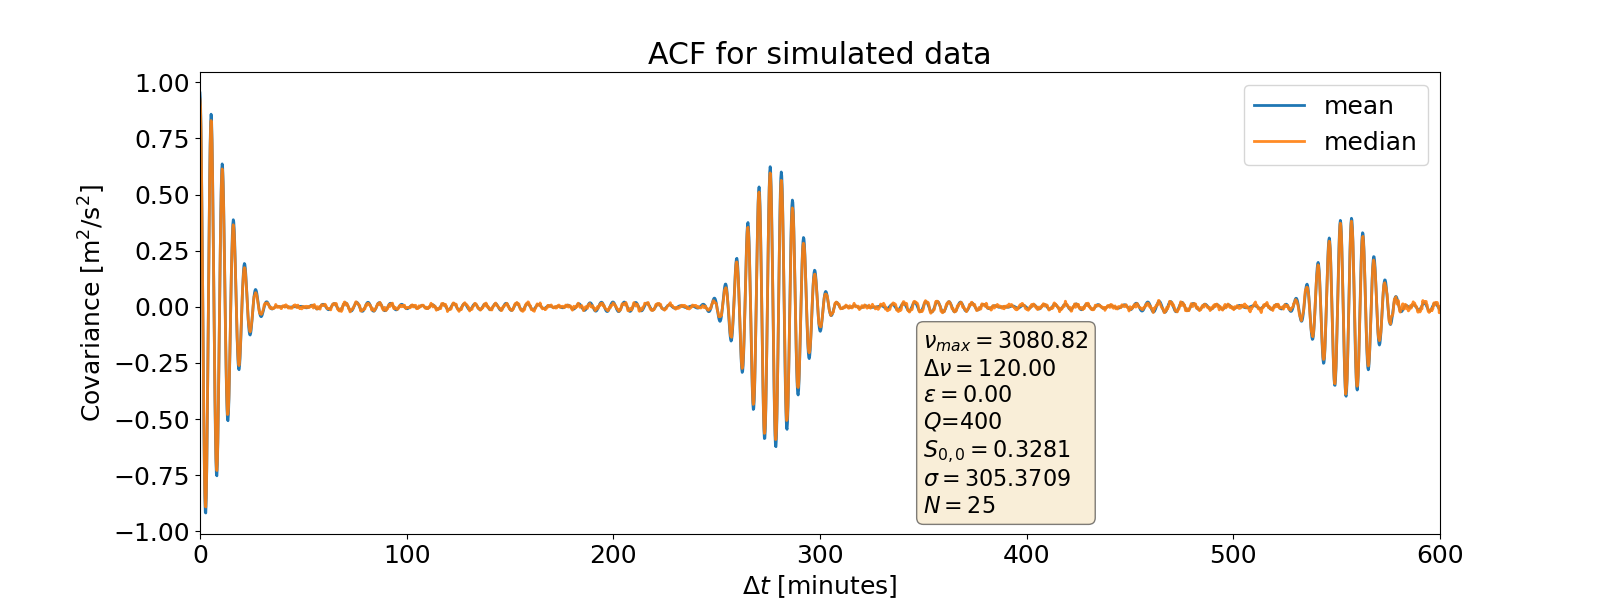 ACF for simulated data
Covariance [m²/s²]
1.00
0.75
0.50
0.25
0.00
−0.25
−0.50
−0.75
−1.00
mean
median
ν_max = 3080.82
Δν = 120.00
ε = 0.00
Q=400
S_0,0 = 0.3281
σ = 305.3709
N = 25
0 100 200 300 400 500 600
Δt [minutes]